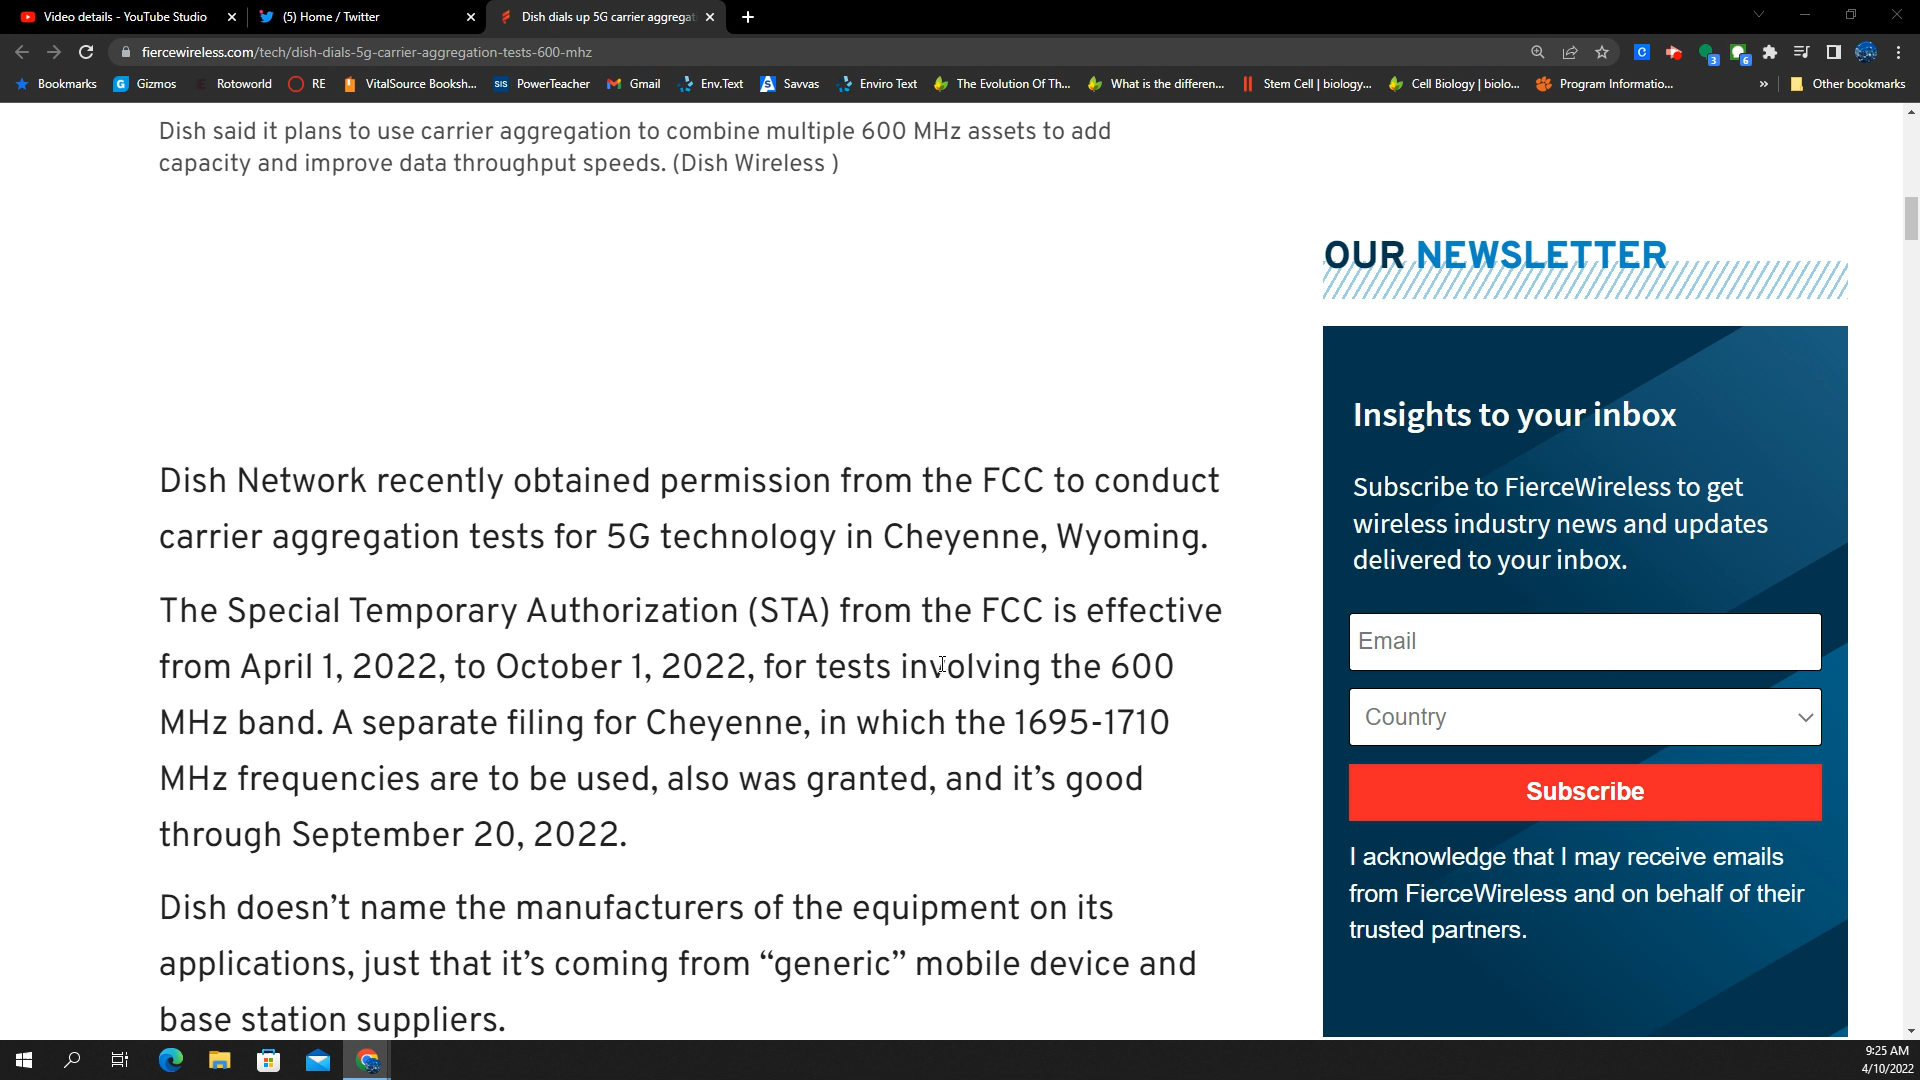 Video details - YouTube Studio
(5) Home / Twitter
Dish dials up 5G carrier aggregat
fiercewireless.com/tech/dish-dials-5g-carrier-aggregation-tests-600-mhz
C
3
6
Bookmarks
G Gizmos
Rotoworld
RE
VitalSource Booksh...
SIS PowerTeacher
Gmail
Env.Text
Savvas
Enviro Text
The Evolution Of Th...
What is the differen...
Stem Cell | biology...
Cell Biology | biolo...
Program Informatio...
»
Other bookmarks
Dish said it plans to use carrier aggregation to combine multiple 600 MHz assets to add
capacity and improve data throughput speeds. (Dish Wireless )
Dish Network recently obtained permission from the FCC to conduct
carrier aggregation tests for 5G technology in Cheyenne, Wyoming.
The Special Temporary Authorization (STA) from the FCC is effective
from April 1, 2022, to October 1, 2022, for tests involving the 600
MHz band. A separate filing for Cheyenne, in which the 1695-1710
MHz frequencies are to be used, also was granted, and it’s good
through September 20, 2022.
Dish doesn’t name the manufacturers of the equipment on its
applications, just that it’s coming from “generic” mobile device and
base station suppliers.
OUR NEWSLETTER
Insights to your inbox
Subscribe to FierceWireless to get
wireless industry news and updates
delivered to your inbox.
Email
Country
Subscribe
I acknowledge that I may receive emails
from FierceWireless and on behalf of their
trusted partners.
9:25 AM
4/10/2022